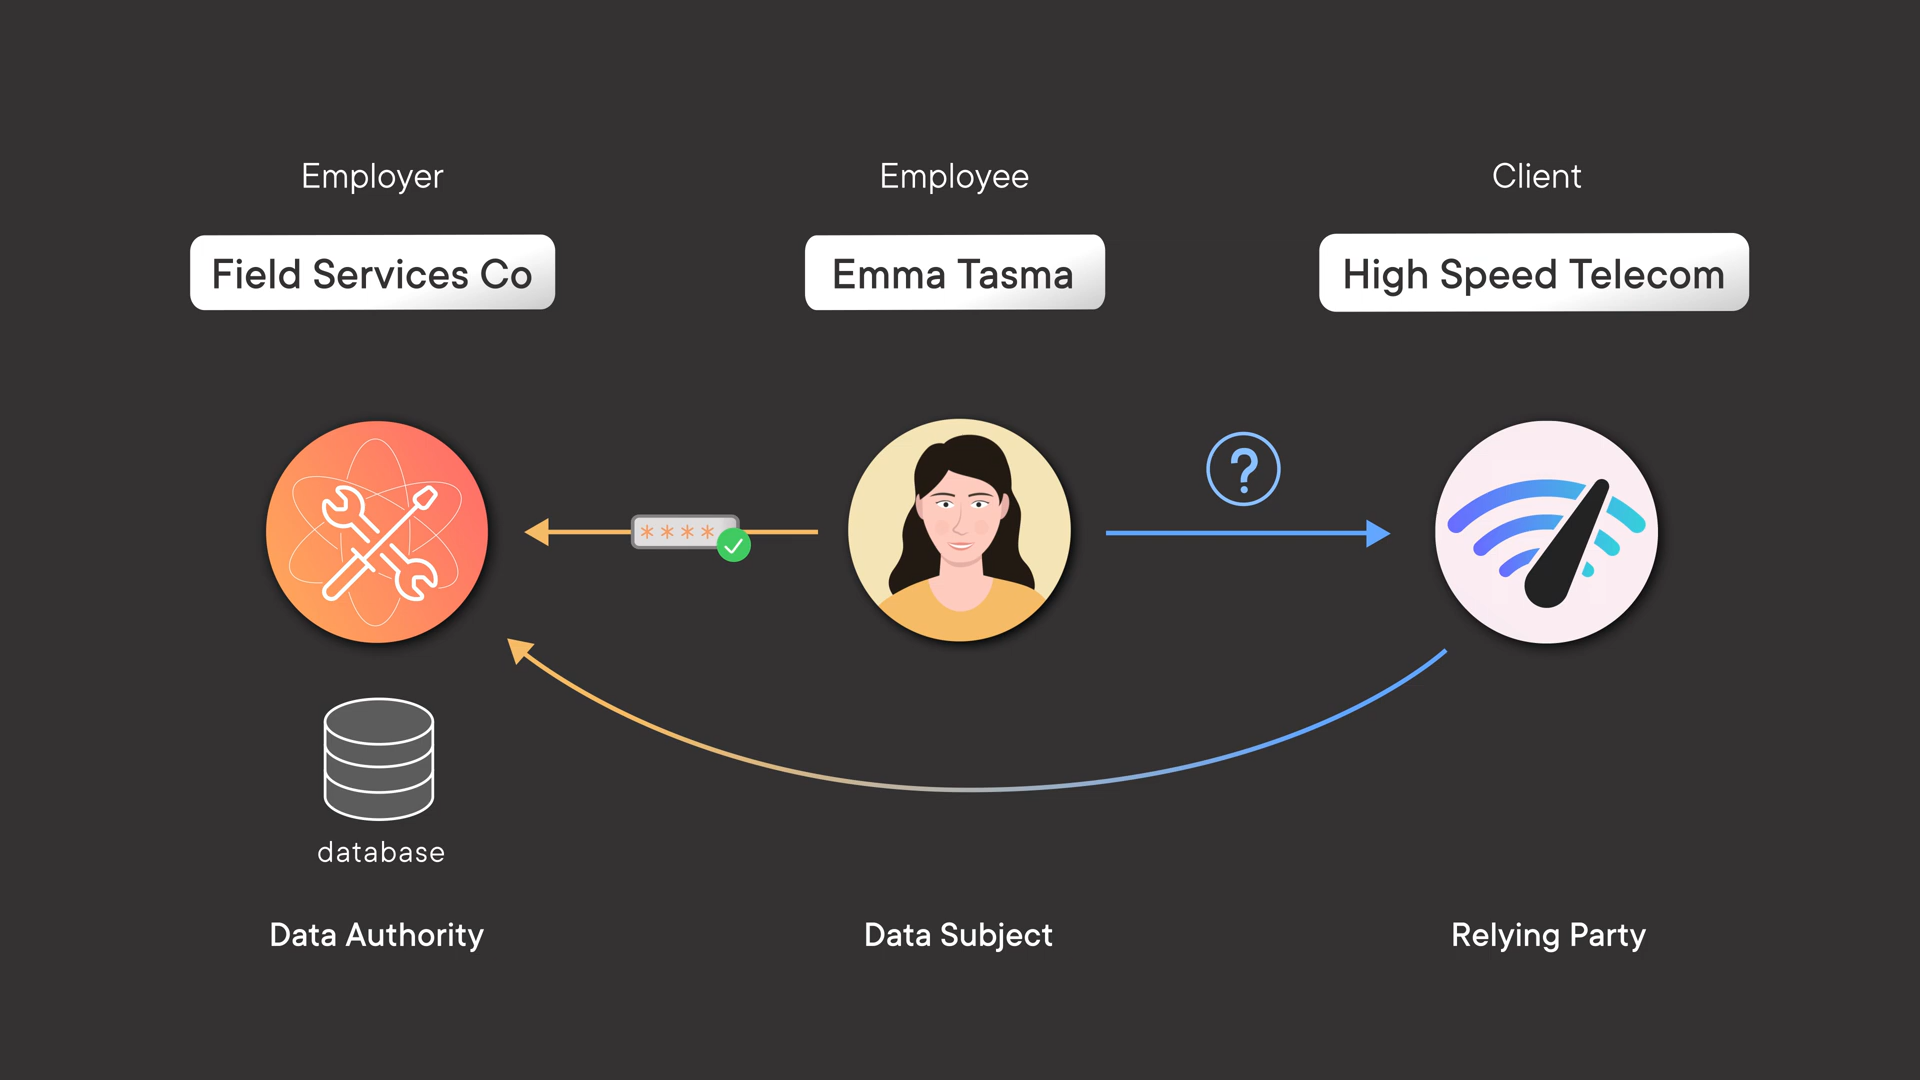 Employer
Employee
Client
Field Services Co
Emma Tasma
High Speed Telecom
?
* * * *
database
Data Authority
Data Subject
Relying Party